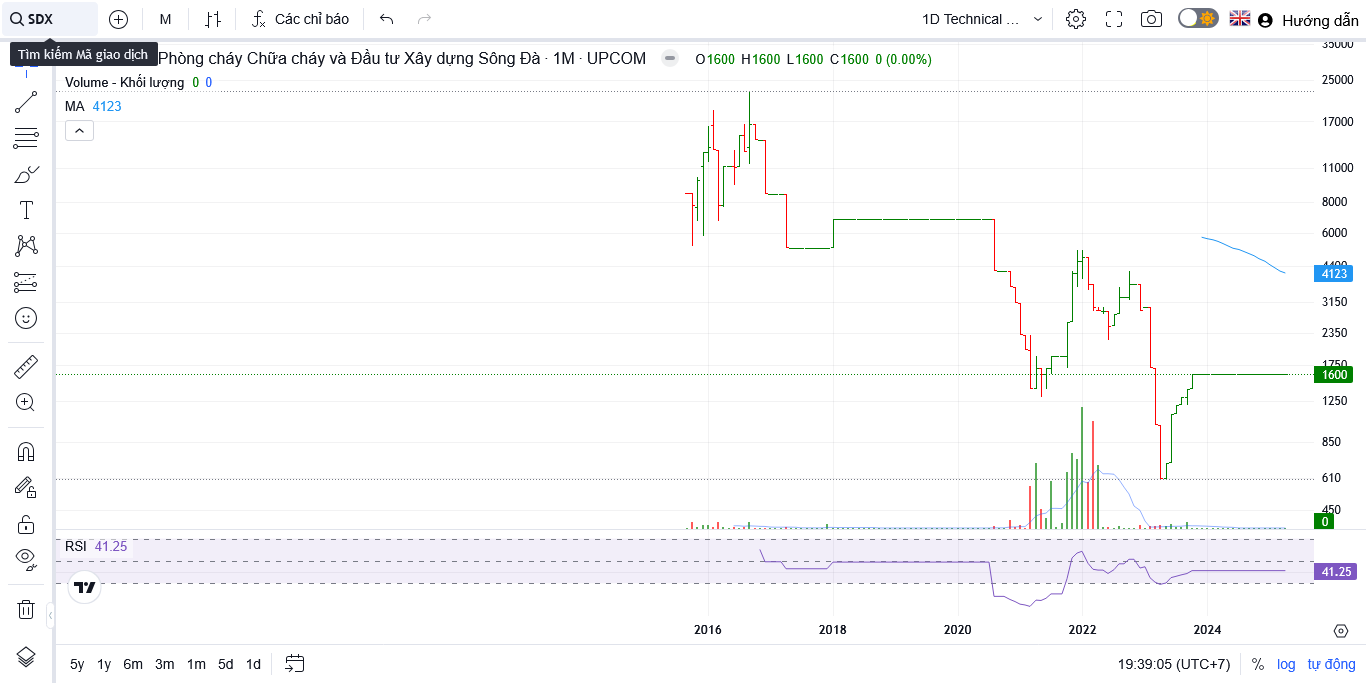 SDX M Các chỉ báo 1D Technical ... Hướng dẫn
Tìm kiếm Mã giao dịch
Phòng cháy Chữa cháy và Đầu tư Xây dựng Sông Đà · 1M · UPCOM O1600 H1600 L1600 C1600 0 (0.00%)
Volume - Khối lượng 0 0
MA 4123
35000
25000
17000
11000
8000
6000
4400
4123
3150
2350
1750
1600
1250
850
610
450
0
RSI 41.25
41.25
2016 2018 2020 2022 2024
5y 1y 6m 3m 1m 5d 1d 19:39:05 (UTC+7) % log tự động